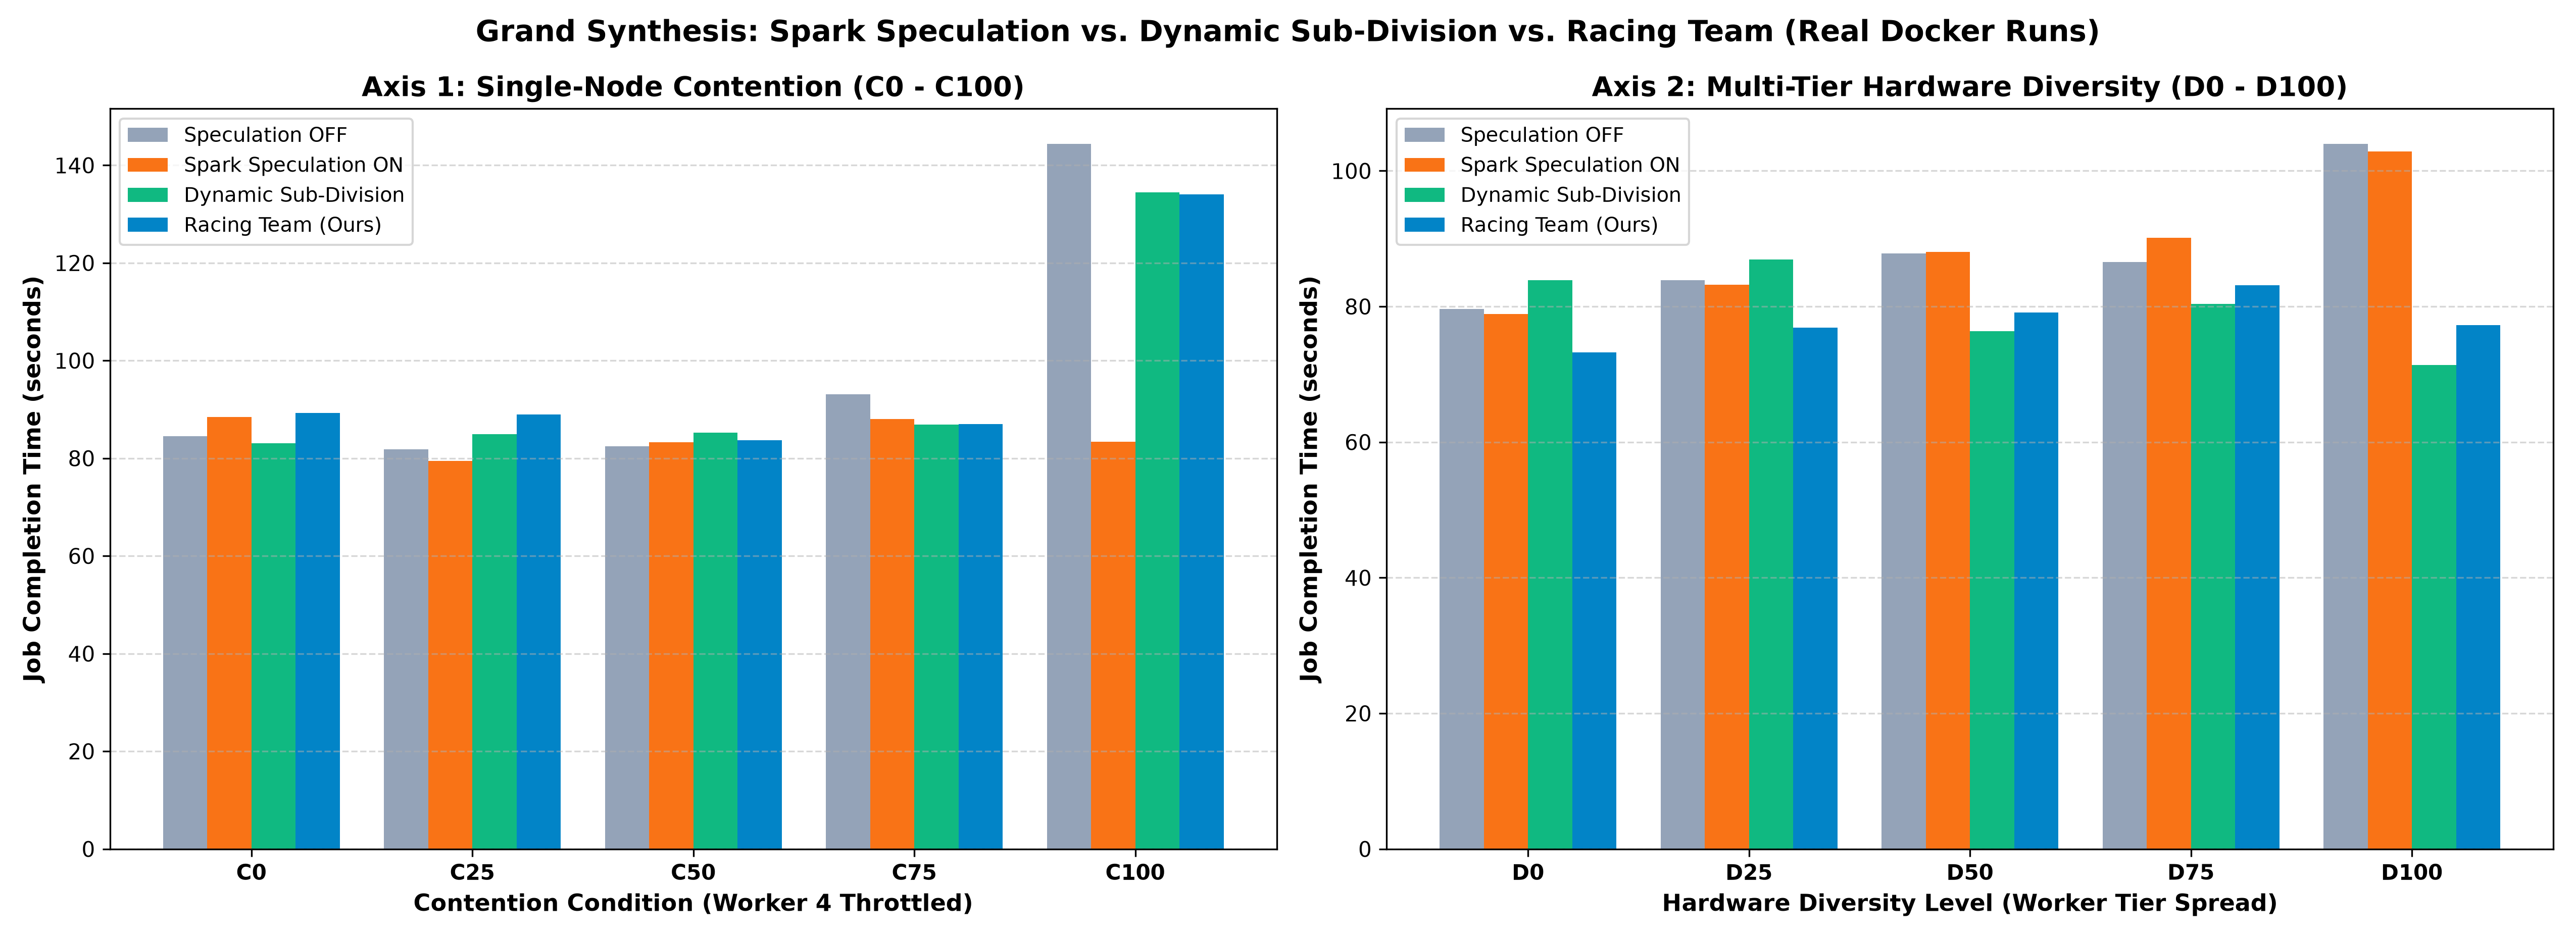 Grand Synthesis: Spark Speculation vs. Dynamic Sub-Division vs. Racing Team (Real Docker Runs)
Axis 1: Single-Node Contention (C0 - C100)
Speculation OFF
Spark Speculation ON
Dynamic Sub-Division
Racing Team (Ours)
Job Completion Time (seconds)
140
120
100
80
60
40
20
0
C0
C25
C50
C75
C100
Contention Condition (Worker 4 Throttled)
Axis 2: Multi-Tier Hardware Diversity (D0 - D100)
Speculation OFF
Spark Speculation ON
Dynamic Sub-Division
Racing Team (Ours)
Job Completion Time (seconds)
100
80
60
40
20
0
D0
D25
D50
D75
D100
Hardware Diversity Level (Worker Tier Spread)